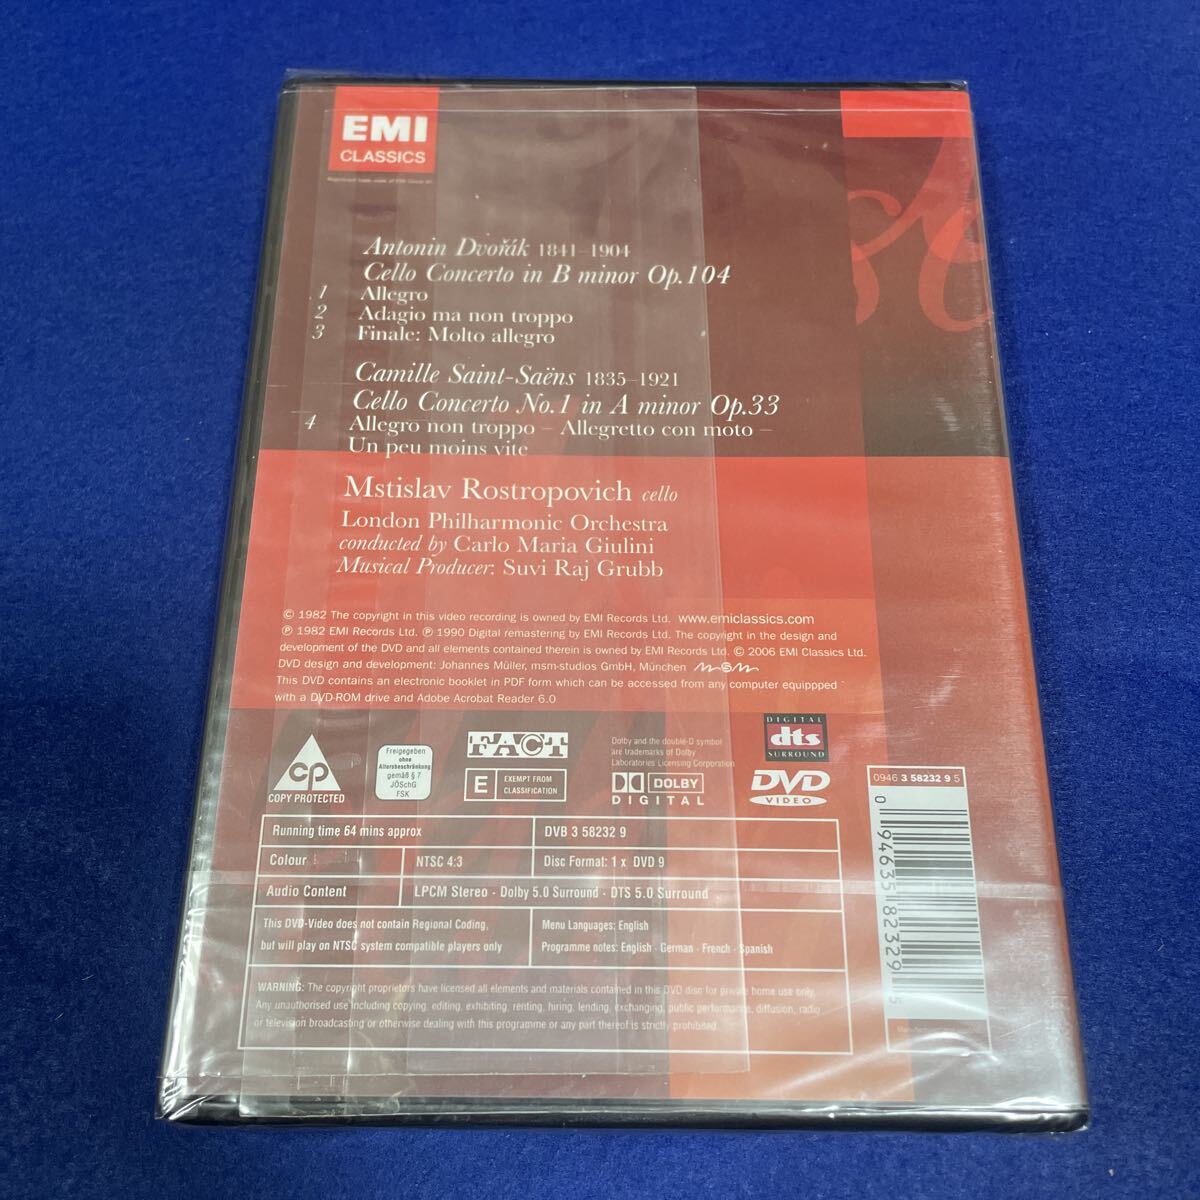 EMI
CLASSICS
Antonin Dvořák 1841–1904
Cello Concerto in B minor Op.104
1 Allegro
2 Adagio ma non troppo
3 Finale: Molto allegro
Camille Saint-Saëns 1835–1921
Cello Concerto No.1 in A minor Op.33
4 Allegro non troppo – Allegretto con moto –
Un peu moins vite
Mstislav Rostropovich cello
London Philharmonic Orchestra
conducted by Carlo Maria Giulini
Musical Producer: Suvi Raj Grubb
© 1982 The copyright in this video recording is owned by EMI Records Ltd. www.emiclassics.com
℗ 1982 EMI Records Ltd. ℗ 1990 Digital remastering by EMI Records Ltd. The copyright in the design and
development of the DVD and all elements contained therein is owned by EMI Records Ltd. © 2006 EMI Classics Ltd.
DVD design and development: Johannes Müller, msm-studios GmbH, München msm
This DVD contains an electronic booklet in PDF form which can be accessed from any computer equippped
with a DVD-ROM drive and Adobe Acrobat Reader 6.0
cp
COPY PROTECTED
Freigegeben
ohne
Altersbeschränkung
gemäß § 7
JÖSchG
FSK
FACT
E EXEMPT FROM
CLASSIFICATION
Dolby and the double-D symbol
are trademarks of Dolby
Laboratories Licensing Corporation
DOLBY
DIGITAL
DIGITAL
dts
SURROUND
DVD
VIDEO
0946 3 58232 9 5
0 94635 82329 5
Running time 64 mins approx DVB 3 58232 9
Colour NTSC 4:3 Disc Format: 1 x DVD 9
Audio Content LPCM Stereo · Dolby 5.0 Surround · DTS 5.0 Surround
This DVD-Video does not contain Regional Coding,
but will play on NTSC system compatible players only
Menu Languages: English
Programme notes: English · German · French · Spanish
WARNING: The copyright proprietors have licensed all elements and materials contained in this DVD disc for private home use only.
Any unauthorised use including copying, editing, exhibiting, renting, hiring, lending, exchanging, public performance, diffusion, radio
or television broadcasting or otherwise dealing with this programme or any part thereof is strictly prohibited.